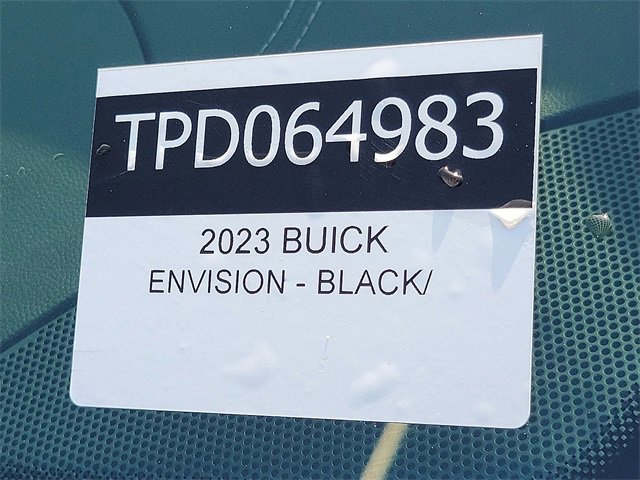 TPD064983
2023 BUICK
ENVISION - BLACK/